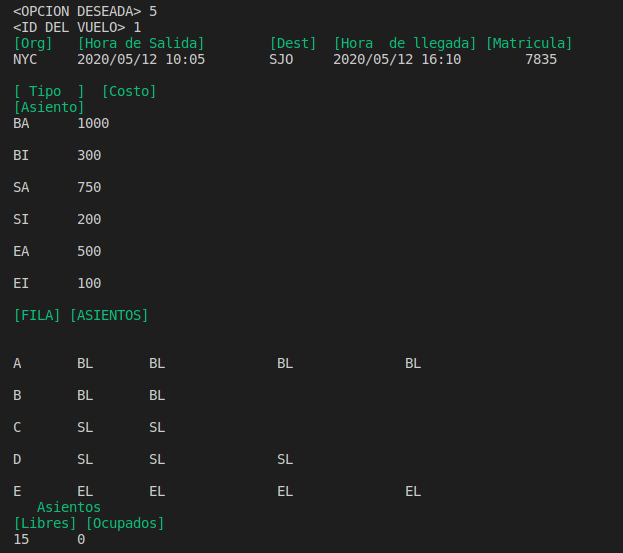 <OPCION DESEADA> 5
<ID DEL VUELO> 1
[Org] [Hora de Salida] [Dest] [Hora de llegada] [Matricula]
NYC 2020/05/12 10:05 SJO 2020/05/12 16:10 7835
[ Tipo ] [Costo]
[Asiento]
BA 1000
BI 300
SA 750
SI 200
EA 500
EI 100
[FILA] [ASIENTOS]
A BL BL BL BL
B BL BL
C SL SL
D SL SL SL
E EL EL EL EL
Asientos
[Libres] [Ocupados]
15 0